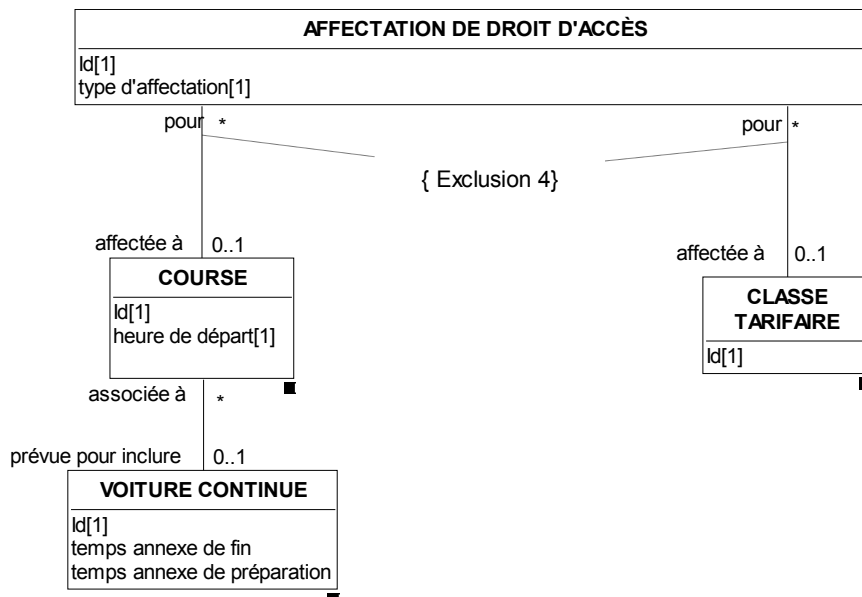 AFFECTATION DE DROIT D'ACCÈS
Id[1]
type d'affectation[1]
pour *
pour *
{ Exclusion 4}
affectée à 0..1
affectée à 0..1
COURSE
Id[1]
heure de départ[1]
CLASSE
TARIFAIRE
Id[1]
associée à *
prévue pour inclure 0..1
VOITURE CONTINUE
Id[1]
temps annexe de fin
temps annexe de préparation